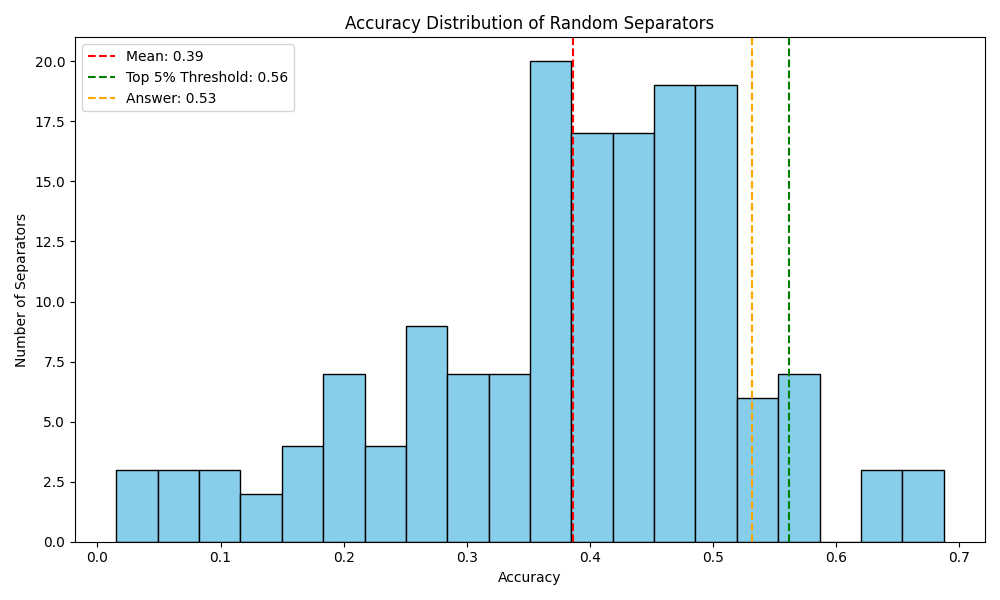 Accuracy Distribution of Random Separators
Mean: 0.39
Top 5% Threshold: 0.56
Answer: 0.53
Number of Separators
20.0
17.5
15.0
12.5
10.0
7.5
5.0
2.5
0.0
0.0 0.1 0.2 0.3 0.4 0.5 0.6 0.7
Accuracy